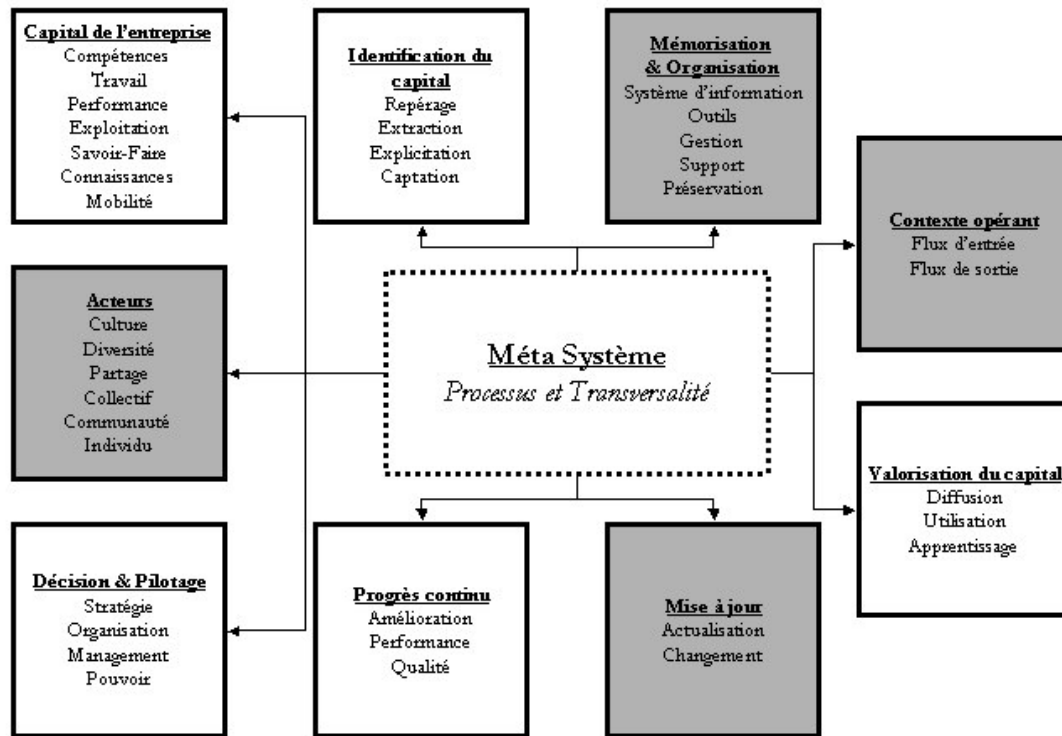 Capital de l'entreprise
Compétences
Travail
Performance
Exploitation
Savoir-Faire
Connaissances
Mobilité
Identification du
capital
Repérage
Extraction
Explicitation
Captation
Mémorisation
& Organisation
Système d'information
Outils
Gestion
Support
Préservation
Contexte opérant
Flux d'entrée
Flux de sortie
Acteurs
Culture
Diversité
Partage
Collectif
Communauté
Individu
Méta Système
Processus et Transversalité
Valorisation du capital
Diffusion
Utilisation
Apprentissage
Décision & Pilotage
Stratégie
Organisation
Management
Pouvoir
Progrès continu
Amélioration
Performance
Qualité
Mise à jour
Actualisation
Changement